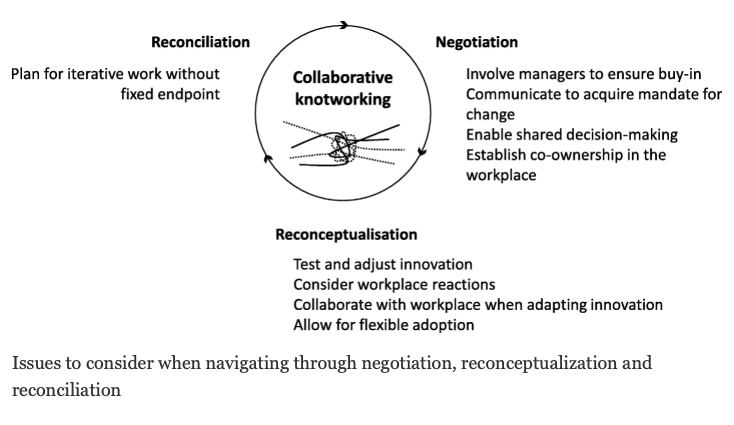 Reconciliation
Plan for iterative work without
fixed endpoint
Collaborative
knotworking
Negotiation
Involve managers to ensure buy-in
Communicate to acquire mandate for
change
Enable shared decision-making
Establish co-ownership in the
workplace
Reconceptualisation
Test and adjust innovation
Consider workplace reactions
Collaborate with workplace when adapting innovation
Allow for flexible adoption
Issues to consider when navigating through negotiation, reconceptualization and
reconciliation